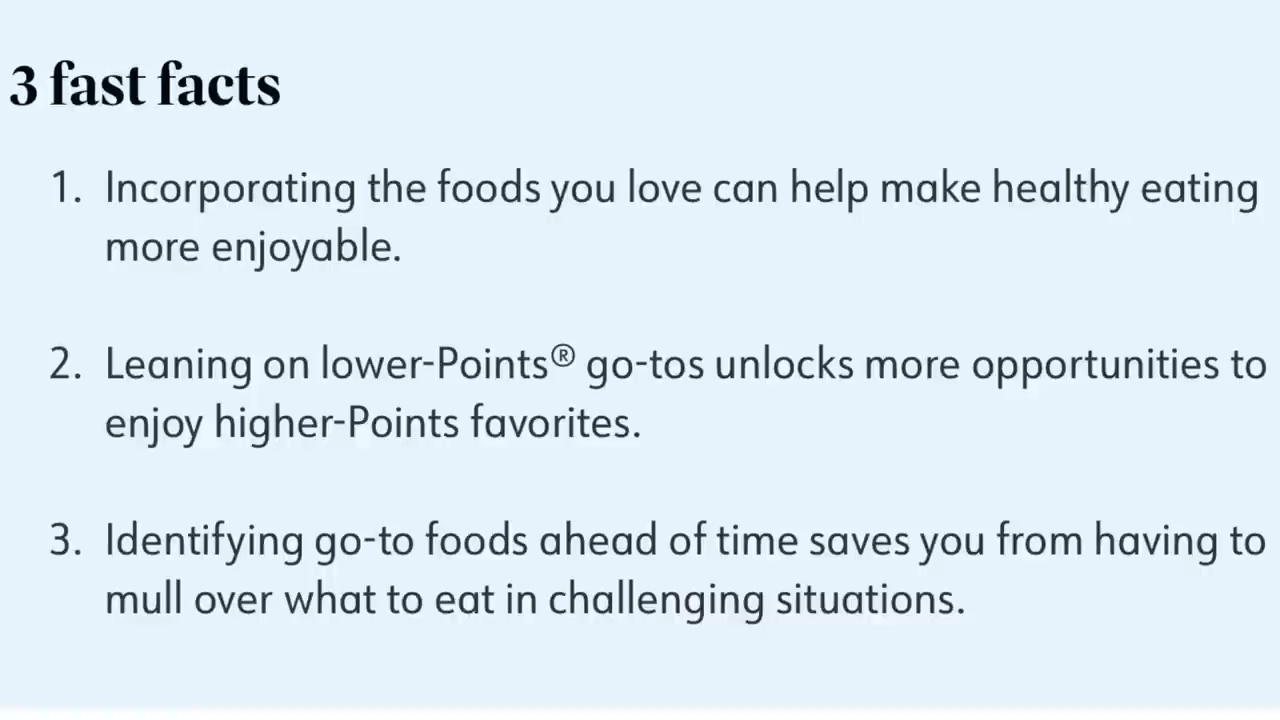 3 fast facts
1. Incorporating the foods you love can help make healthy eating
more enjoyable.
2. Leaning on lower-Points® go-tos unlocks more opportunities to
enjoy higher-Points favorites.
3. Identifying go-to foods ahead of time saves you from having to
mull over what to eat in challenging situations.